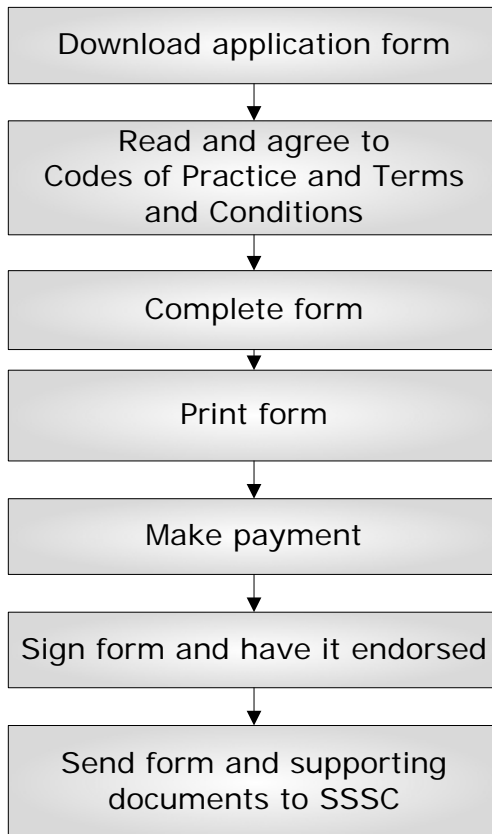 Download application form
Read and agree to
Codes of Practice and Terms
and Conditions
Complete form
Print form
Make payment
Sign form and have it endorsed
Send form and supporting
documents to SSSC